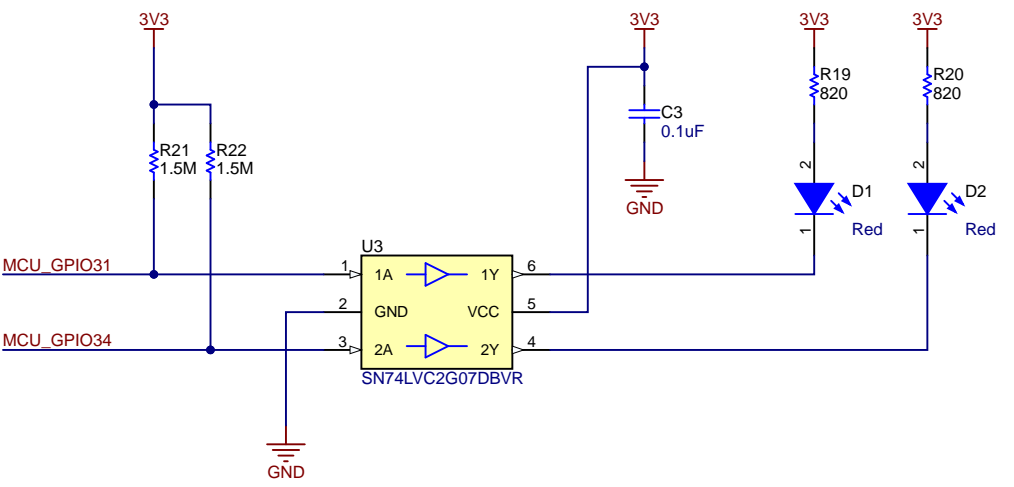 3V3
3V3
3V3
3V3
R19
820
R20
820
C3
0.1uF
R21
1.5M
R22
1.5M
2
2
D1
D2
GND
Red
Red
1
1
U3
MCU_GPIO31
1
1A
1Y
6
2
GND
VCC
5
MCU_GPIO34
3
2A
2Y
4
SN74LVC2G07DBVR
GND